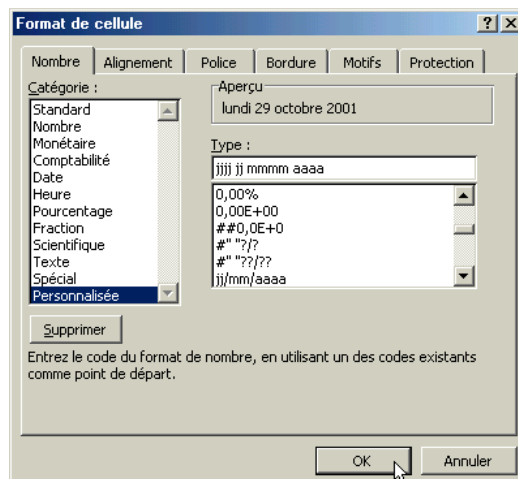 Format de cellule
Nombre Alignement Police Bordure Motifs Protection
Catégorie :
Standard
Nombre
Monétaire
Comptabilité
Date
Heure
Pourcentage
Fraction
Scientifique
Texte
Spécial
Personnalisée
Aperçu
lundi 29 octobre 2001
Type :
jjjj jj mmmm aaaa
0,00%
0,00E+00
##0,0E+0
#" "?/?
#" "??/??
jj/mm/aaaa
Supprimer
Entrez le code du format de nombre, en utilisant un des codes existants
comme point de départ.
OK Annuler